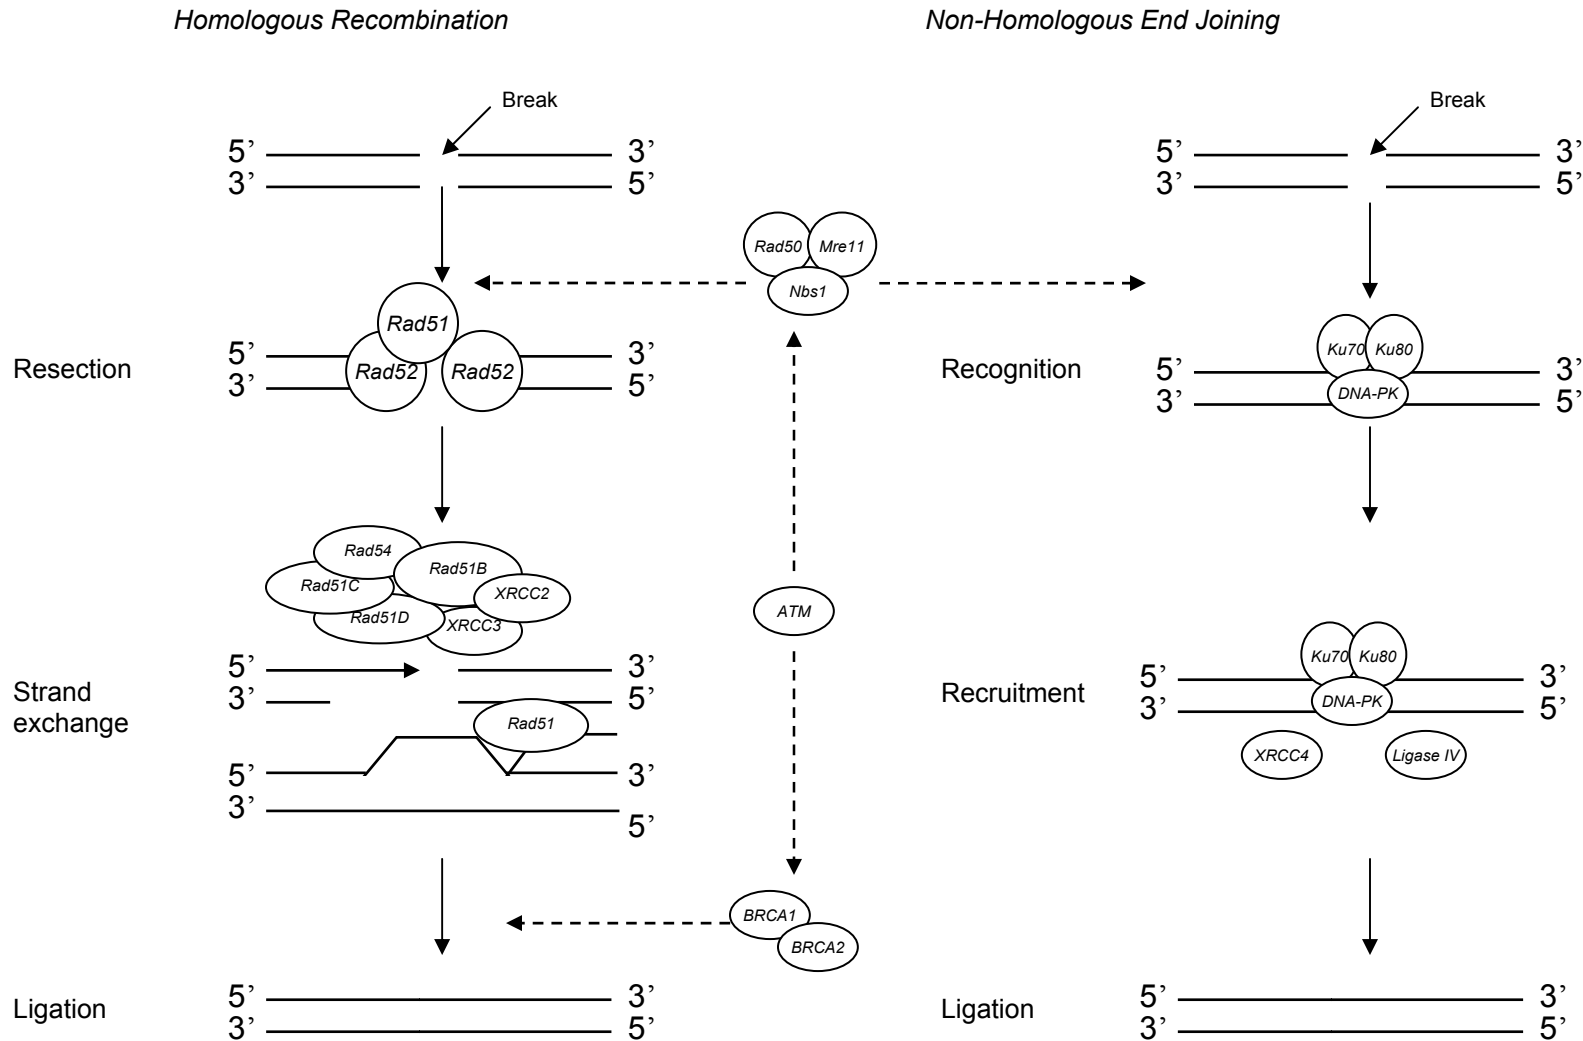 Homologous Recombination
Non-Homologous End Joining
Break
Break
5’ 3’
3’ 5’
5’ 3’
3’ 5’
Rad50 Mre11
Nbs1
Resection
Rad51
Rad52 Rad52
5’ 3’
3’ 5’
Recognition
Ku70 Ku80
DNA-PK
5’ 3’
3’ 5’
Rad54
Rad51B
Rad51C
XRCC2
Rad51D
XRCC3
ATM
Strand
exchange
5’ 3’
3’ 5’
Rad51
5’ 3’
3’
5’
Recruitment
Ku70 Ku80
DNA-PK
5’ 3’
3’ 5’
XRCC4 Ligase IV
BRCA1
BRCA2
Ligation
5’ 3’
3’ 5’
Ligation
5’ 3’
3’ 5’